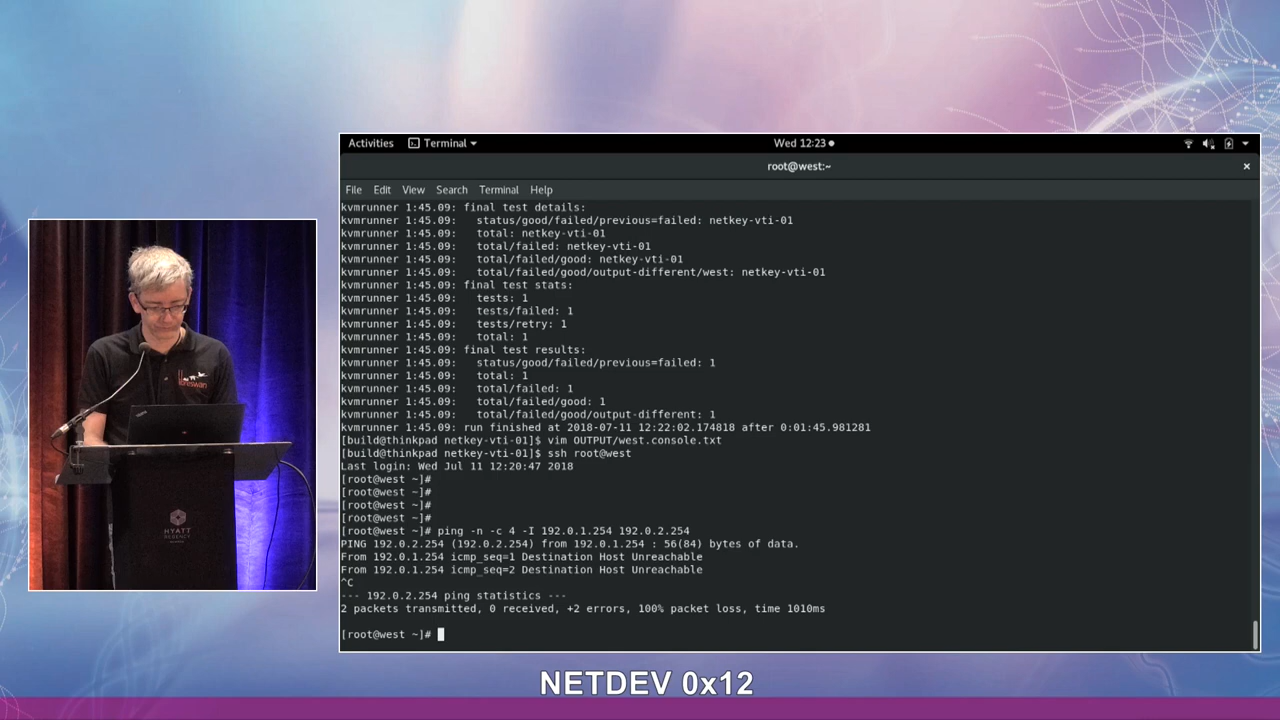 Activities Terminal Wed 12:23
root@west:~
File Edit View Search Terminal Help
kvmrunner 1:45.09: final test details:
kvmrunner 1:45.09:   status/good/failed/previous=failed: netkey-vti-01
kvmrunner 1:45.09:   total: netkey-vti-01
kvmrunner 1:45.09:   total/failed: netkey-vti-01
kvmrunner 1:45.09:   total/failed/good: netkey-vti-01
kvmrunner 1:45.09:   total/failed/good/output-different/west: netkey-vti-01
kvmrunner 1:45.09: final test stats:
kvmrunner 1:45.09:   tests: 1
kvmrunner 1:45.09:   tests/failed: 1
kvmrunner 1:45.09:   tests/retry: 1
kvmrunner 1:45.09:   total: 1
kvmrunner 1:45.09: final test results:
kvmrunner 1:45.09:   status/good/failed/previous=failed: 1
kvmrunner 1:45.09:   total: 1
kvmrunner 1:45.09:   total/failed: 1
kvmrunner 1:45.09:   total/failed/good: 1
kvmrunner 1:45.09:   total/failed/good/output-different: 1
kvmrunner 1:45.09: run finished at 2018-07-11 12:22:02.174818 after 0:01:45.981281
[build@thinkpad netkey-vti-01]$ vim OUTPUT/west.console.txt
[build@thinkpad netkey-vti-01]$ ssh root@west
Last login: Wed Jul 11 12:20:47 2018
[root@west ~]#
[root@west ~]#
[root@west ~]#
[root@west ~]#
[root@west ~]# ping -n -c 4 -I 192.0.1.254 192.0.2.254
PING 192.0.2.254 (192.0.2.254) from 192.0.1.254 : 56(84) bytes of data.
From 192.0.1.254 icmp_seq=1 Destination Host Unreachable
From 192.0.1.254 icmp_seq=2 Destination Host Unreachable
^C
--- 192.0.2.254 ping statistics ---
2 packets transmitted, 0 received, +2 errors, 100% packet loss, time 1010ms
[root@west ~]#
HYATT
REGENCY
NETDEV 0x12